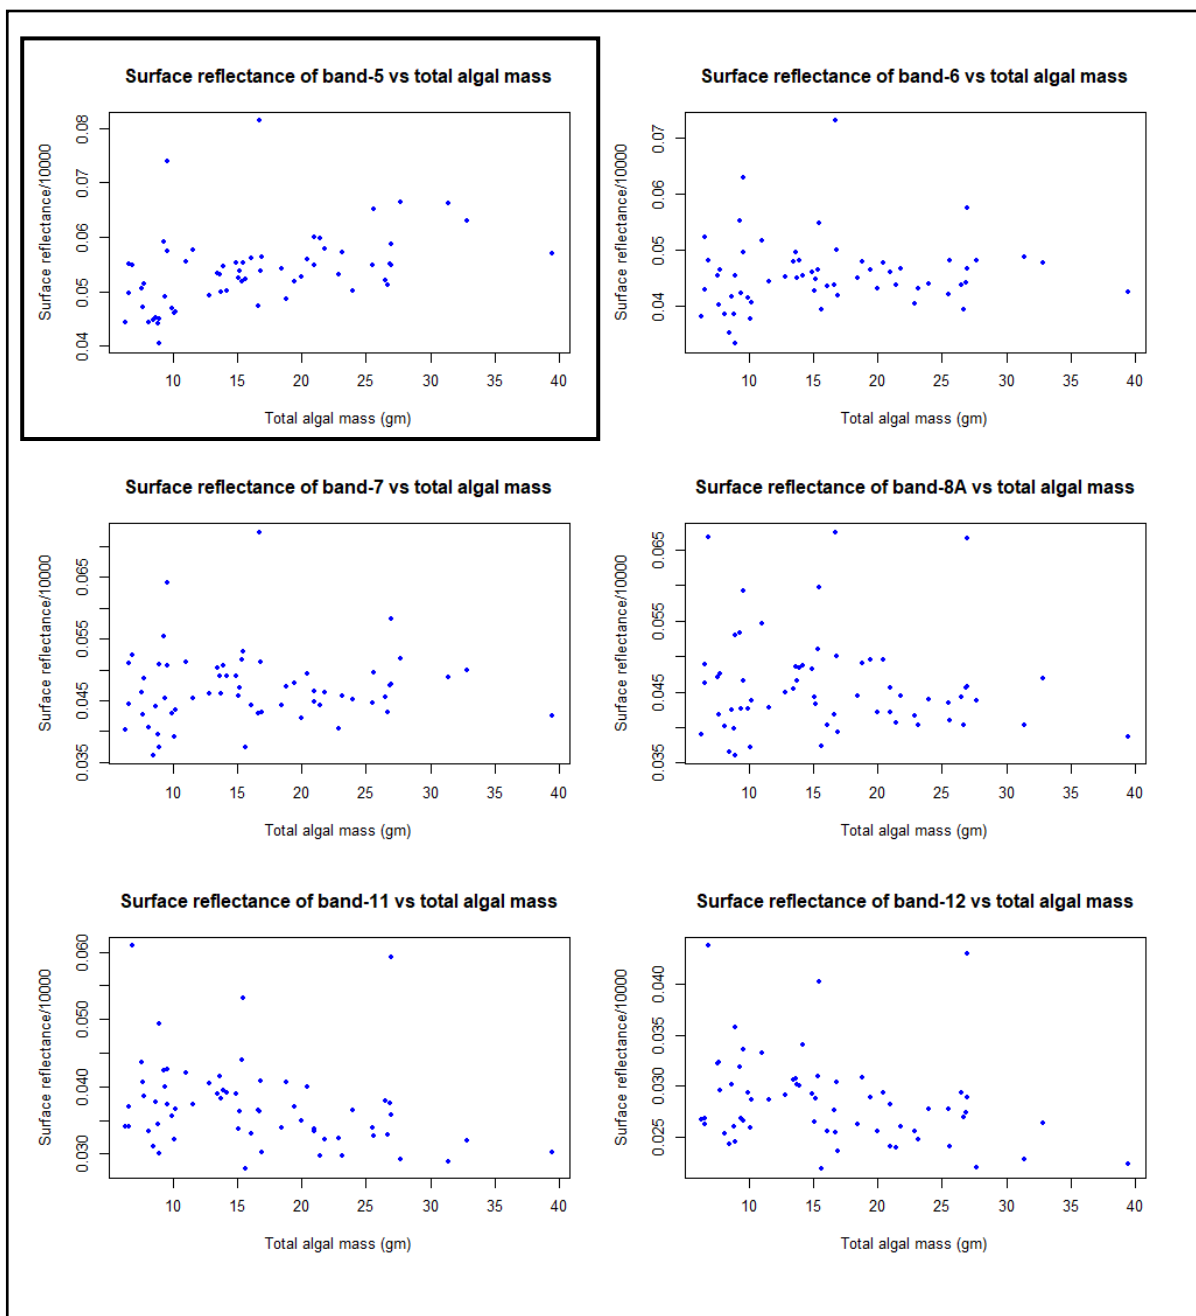 Surface reflectance of band-5 vs total algal mass
Surface reflectance/10000
0.08
0.07
0.06
0.05
0.04
10 15 20 25 30 35 40
Total algal mass (gm)
Surface reflectance of band-6 vs total algal mass
Surface reflectance/10000
0.07
0.06
0.05
0.04
10 15 20 25 30 35 40
Total algal mass (gm)
Surface reflectance of band-7 vs total algal mass
Surface reflectance/10000
0.065
0.055
0.045
0.035
10 15 20 25 30 35 40
Total algal mass (gm)
Surface reflectance of band-8A vs total algal mass
Surface reflectance/10000
0.065
0.055
0.045
0.035
10 15 20 25 30 35 40
Total algal mass (gm)
Surface reflectance of band-11 vs total algal mass
Surface reflectance/10000
0.060
0.050
0.040
0.030
10 15 20 25 30 35 40
Total algal mass (gm)
Surface reflectance of band-12 vs total algal mass
Surface reflectance/10000
0.040
0.035
0.030
0.025
10 15 20 25 30 35 40
Total algal mass (gm)